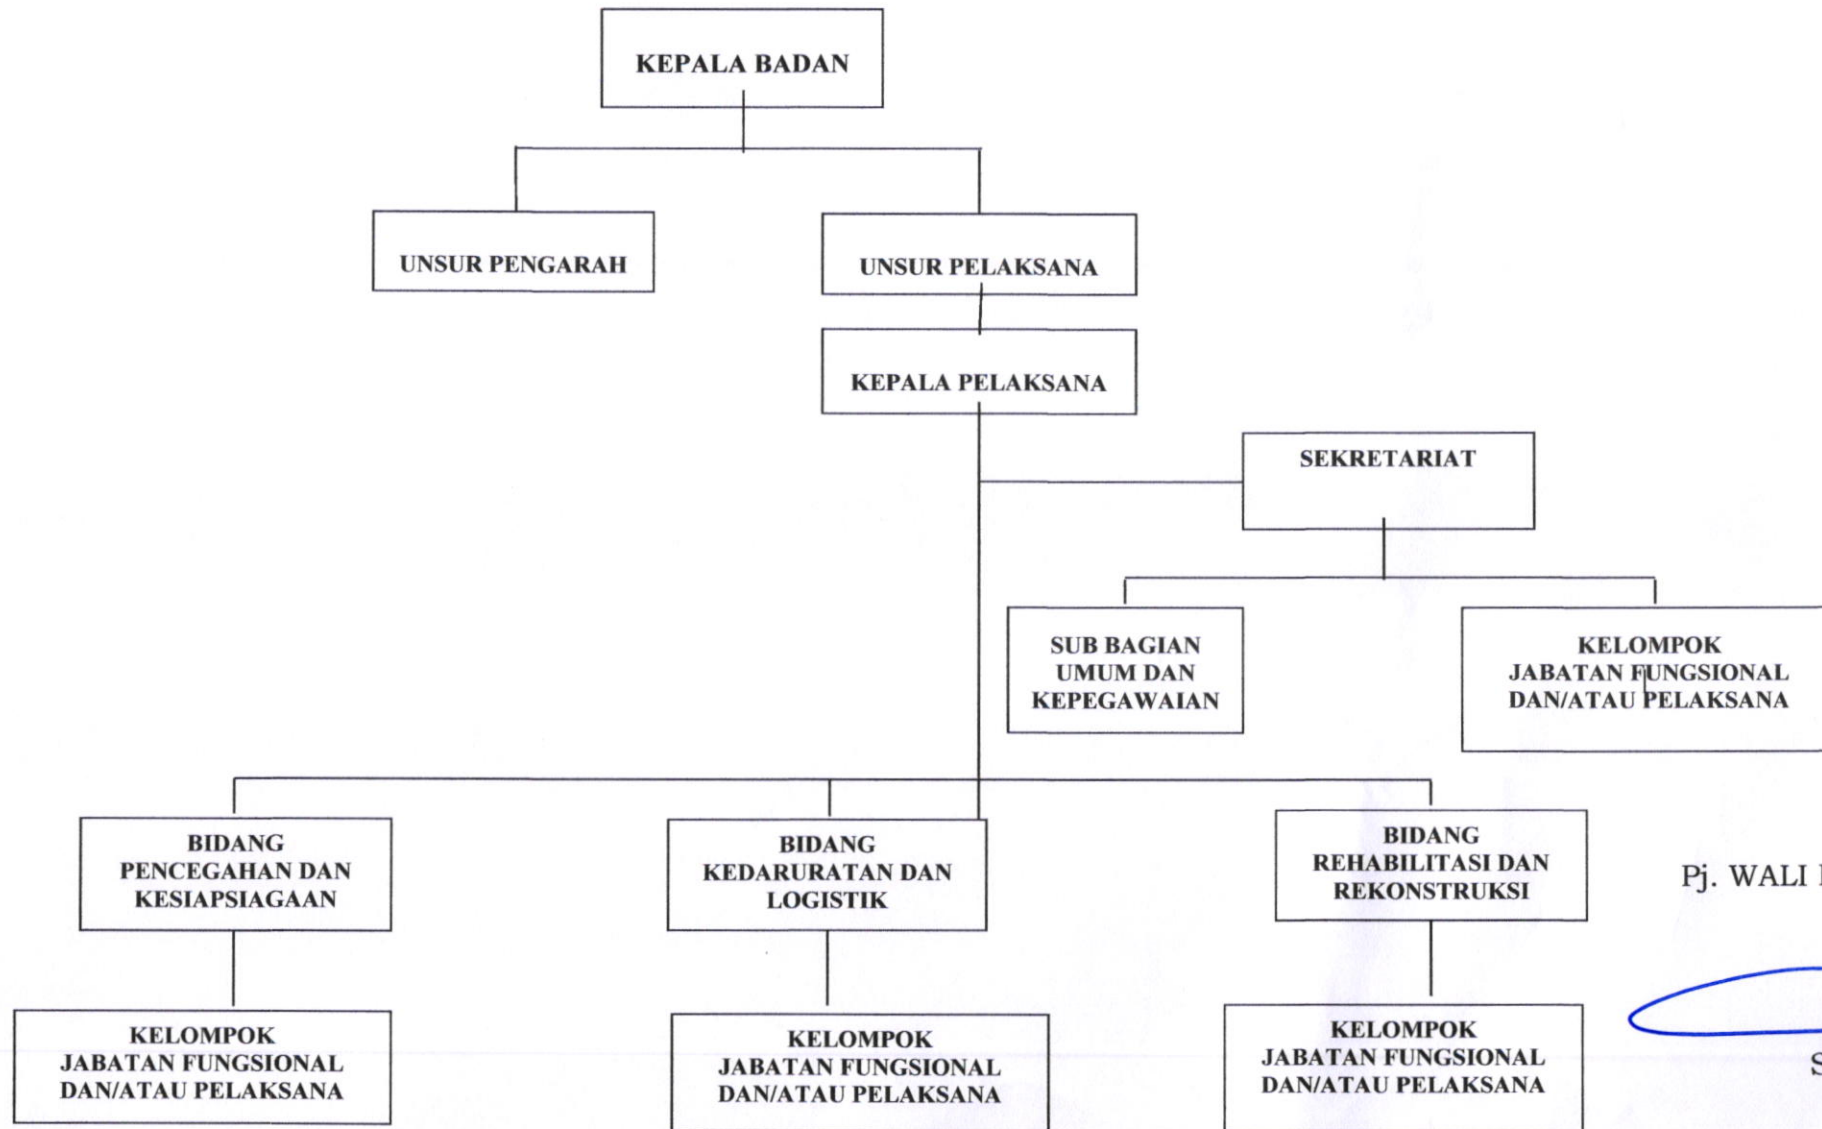 KEPALA BADAN
UNSUR PENGARAH
UNSUR PELAKSANA
KEPALA PELAKSANA
SEKRETARIAT
SUB BAGIAN
UMUM DAN
KEPEGAWAIAN
KELOMPOK
JABATAN FUNGSIONAL
DAN/ATAU PELAKSANA
BIDANG
PENCEGAHAN DAN
KESIAPSIAGAAN
BIDANG
KEDARURATAN DAN
LOGISTIK
BIDANG
REHABILITASI DAN
REKONSTRUKSI
Pj. WALI
KELOMPOK
JABATAN FUNGSIONAL
DAN/ATAU PELAKSANA
KELOMPOK
JABATAN FUNGSIONAL
DAN/ATAU PELAKSANA
KELOMPOK
JABATAN FUNGSIONAL
DAN/ATAU PELAKSANA